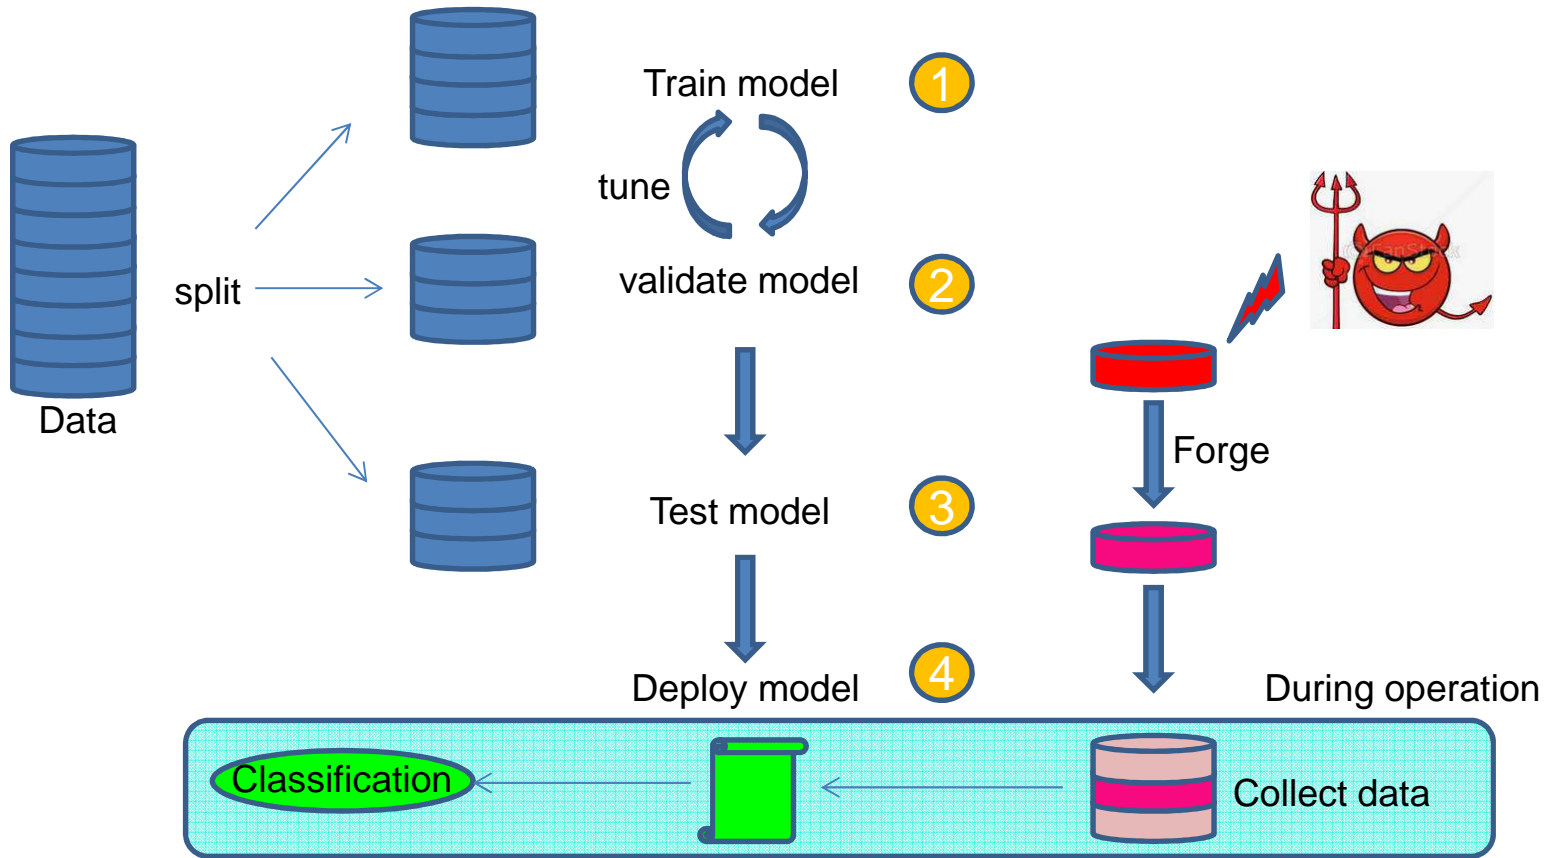 Train model
1
tune
split
validate model
2
Data
Forge
Test model
3
Deploy model
4
During operation
Classification
Collect data